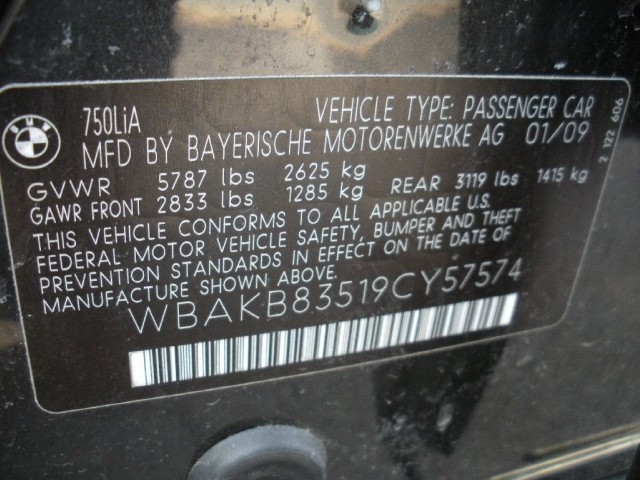 BMW
750LiA VEHICLE TYPE: PASSENGER CAR
MFD BY BAYERISCHE MOTORENWERKE AG 01/09
GVWR 5787 lbs 2625 kg
GAWR FRONT 2833 lbs 1285 kg REAR 3119 lbs 1415 kg
THIS VEHICLE CONFORMS TO ALL APPLICABLE U.S.
FEDERAL MOTOR VEHICLE SAFETY, BUMPER AND THEFT
PREVENTION STANDARDS IN EFFECT ON THE DATE OF
MANUFACTURE SHOWN ABOVE.
WBAKB83519CY57574
2 122 606